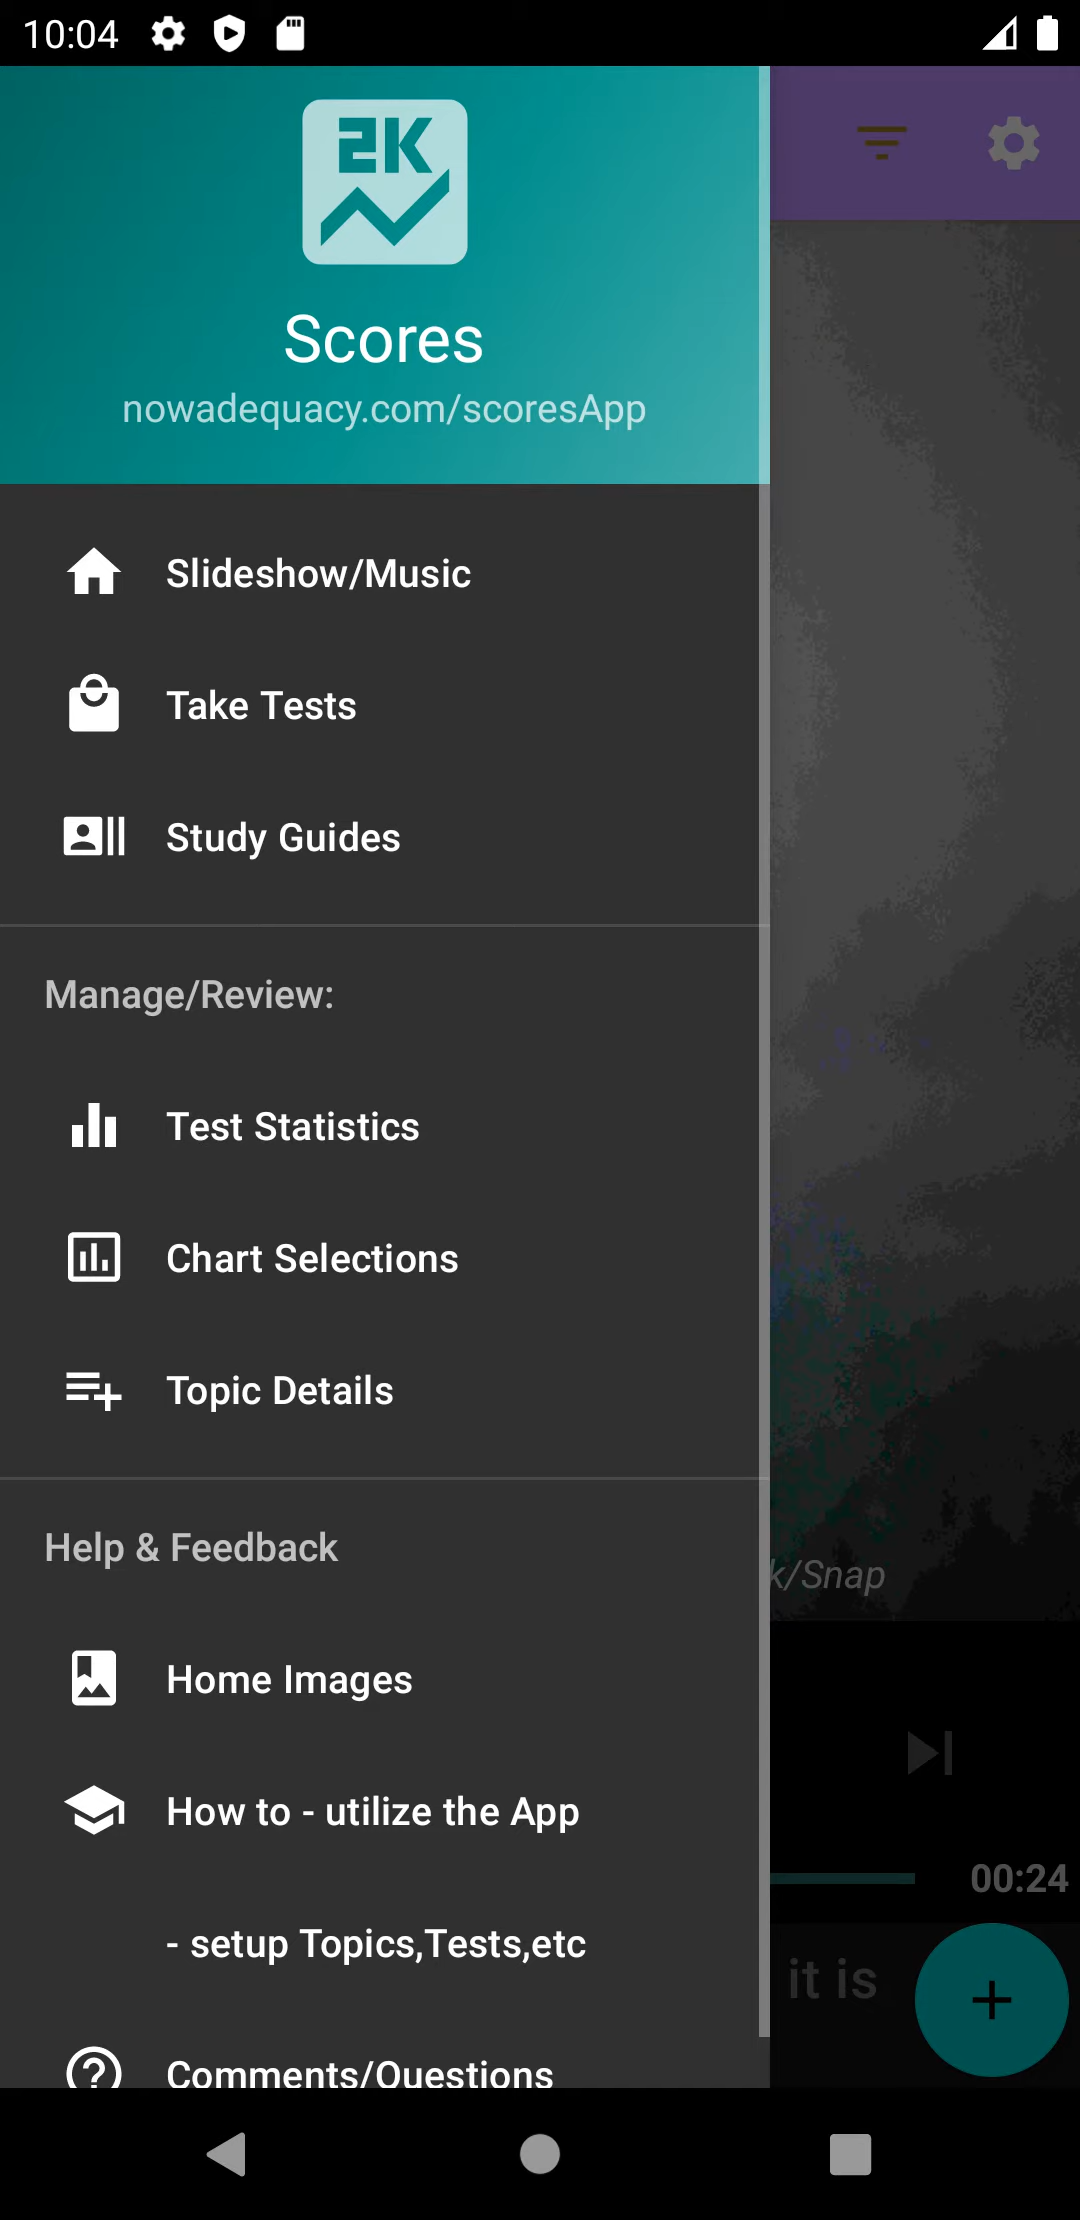 10:04
2K
Scores
nowadequacy.com/scoresApp
Slideshow/Music
Take Tests
Study Guides
Manage/Review:
Test Statistics
Chart Selections
Topic Details
Help & Feedback
k/Snap
Home Images
How to - utilize the App
00:24
- setup Topics,Tests,etc
it is
Comments/Questions